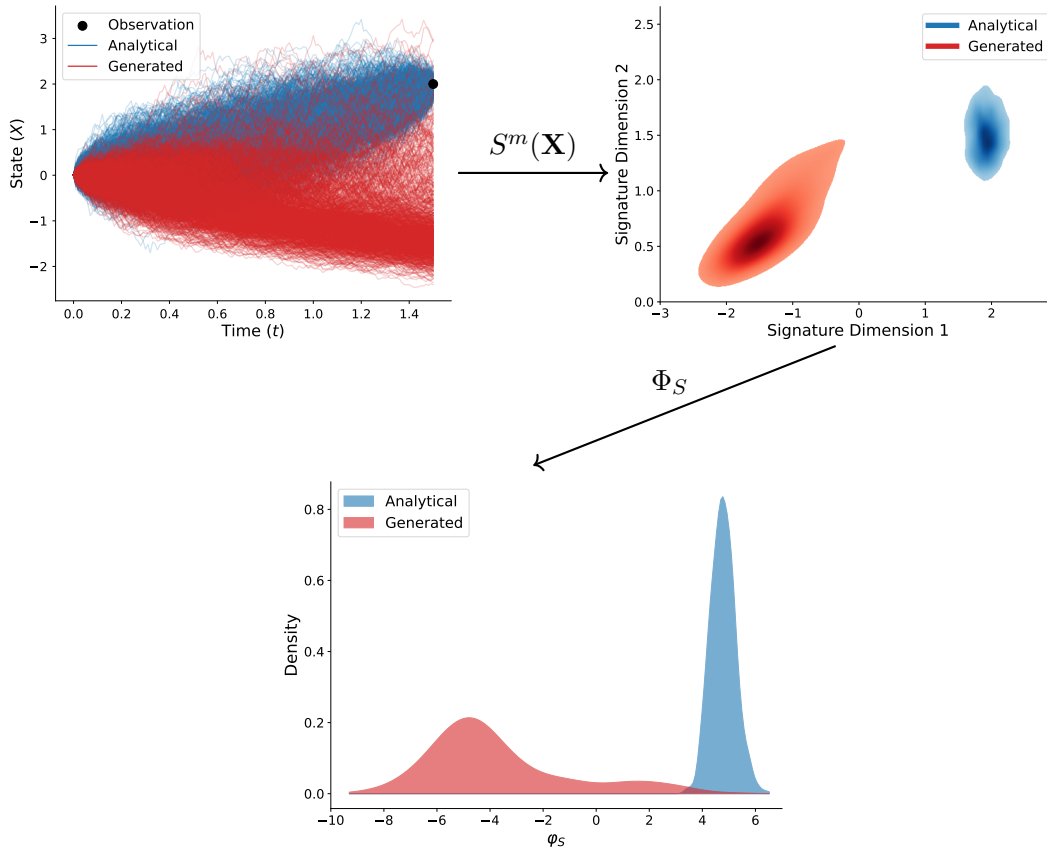 Observation
Analytical
Generated
3
2
1
0
−1
−2
State (X)
0.0 0.2 0.4 0.6 0.8 1.0 1.2 1.4
Time (t)
S^m(X)
Analytical
Generated
2.5
2.0
1.5
1.0
0.5
0.0
Signature Dimension 2
−3 −2 −1 0 1 2
Signature Dimension 1
Φ_S
Analytical
Generated
0.8
0.6
0.4
0.2
0.0
Density
−10 −8 −6 −4 −2 0 2 4 6
φ_S